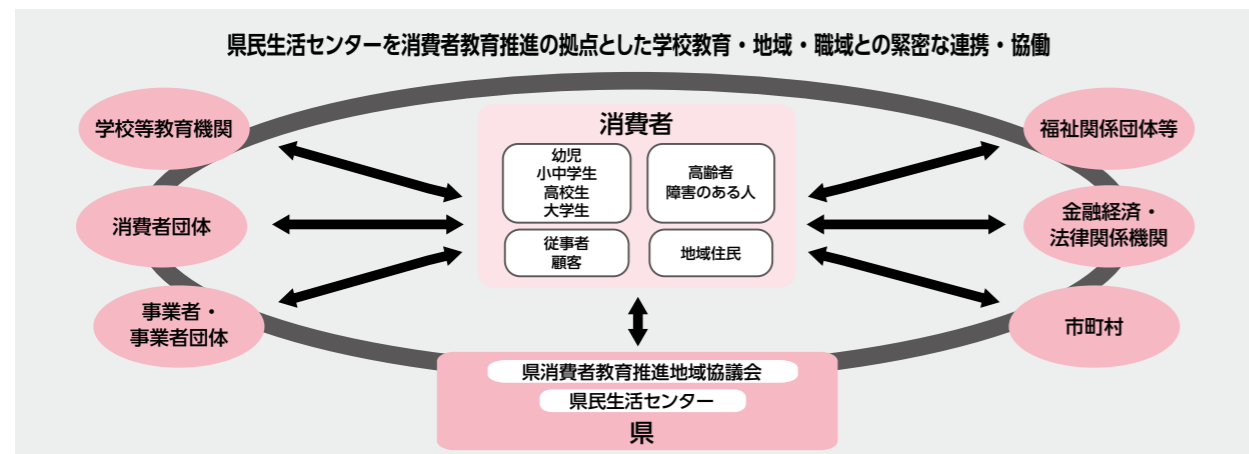 県民生活センターを消費者教育推進の拠点とした学校教育・地域・職域との緊密な連携・協働
学校等教育機関
消費者団体
事業者・
事業者団体
消費者
幼児
小中学生
高校生
大学生
高齢者
障害のある人
従事者
顧客
地域住民
福祉関係団体等
金融経済・
法律関係機関
市町村
県消費者教育推進地域協議会
県民生活センター
県